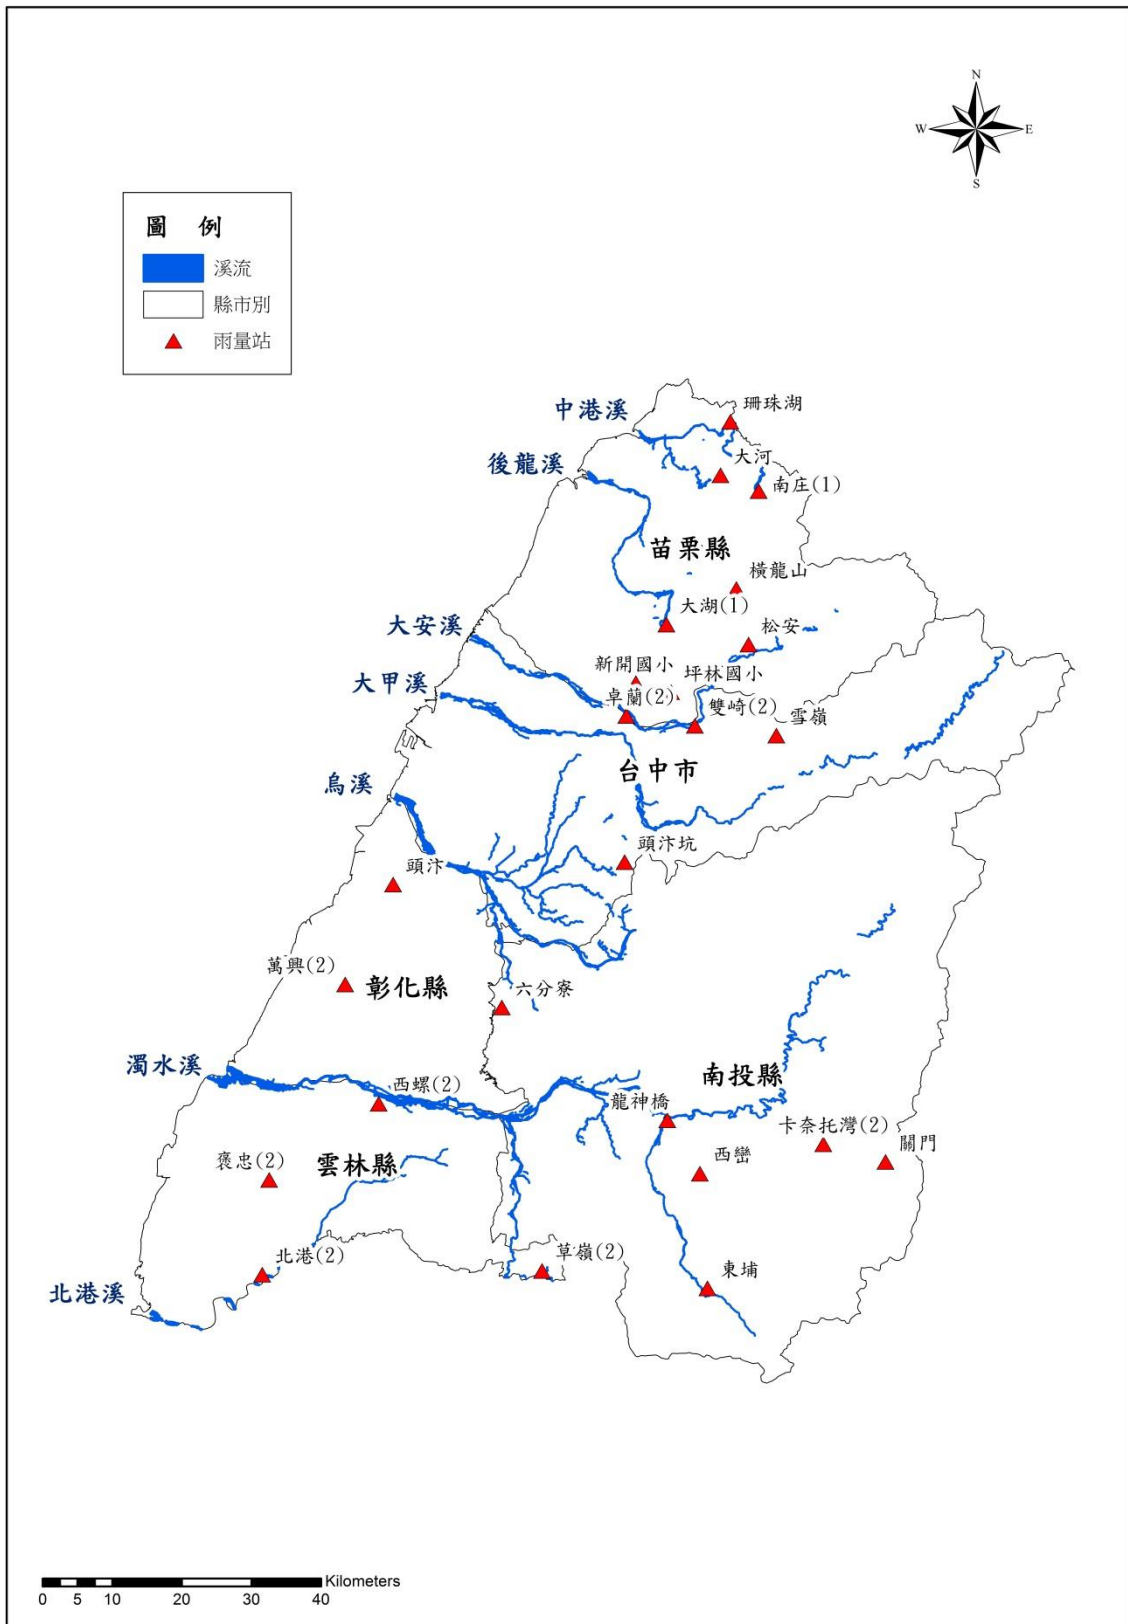 N
W
E
S
圖 例
溪流
縣市別
雨量站
珊珠湖
中港溪
大河
後龍溪
南庄(1)
苗栗縣
橫龍山
大湖(1)
大安溪
松安
新開國小
坪林國小
大甲溪
卓蘭(2)
雙崎(2)
雪嶺
台中市
烏溪
頭汴坑
頭汴
萬興(2)
彰化縣
六分寮
濁水溪
南投縣
西螺(2)
龍神橋
卡奈托灣(2)
關門
褒忠(2)
雲林縣
西巒
北港(2)
草嶺(2)
東埔
北港溪
Kilometers
0 5 10 20 30 40